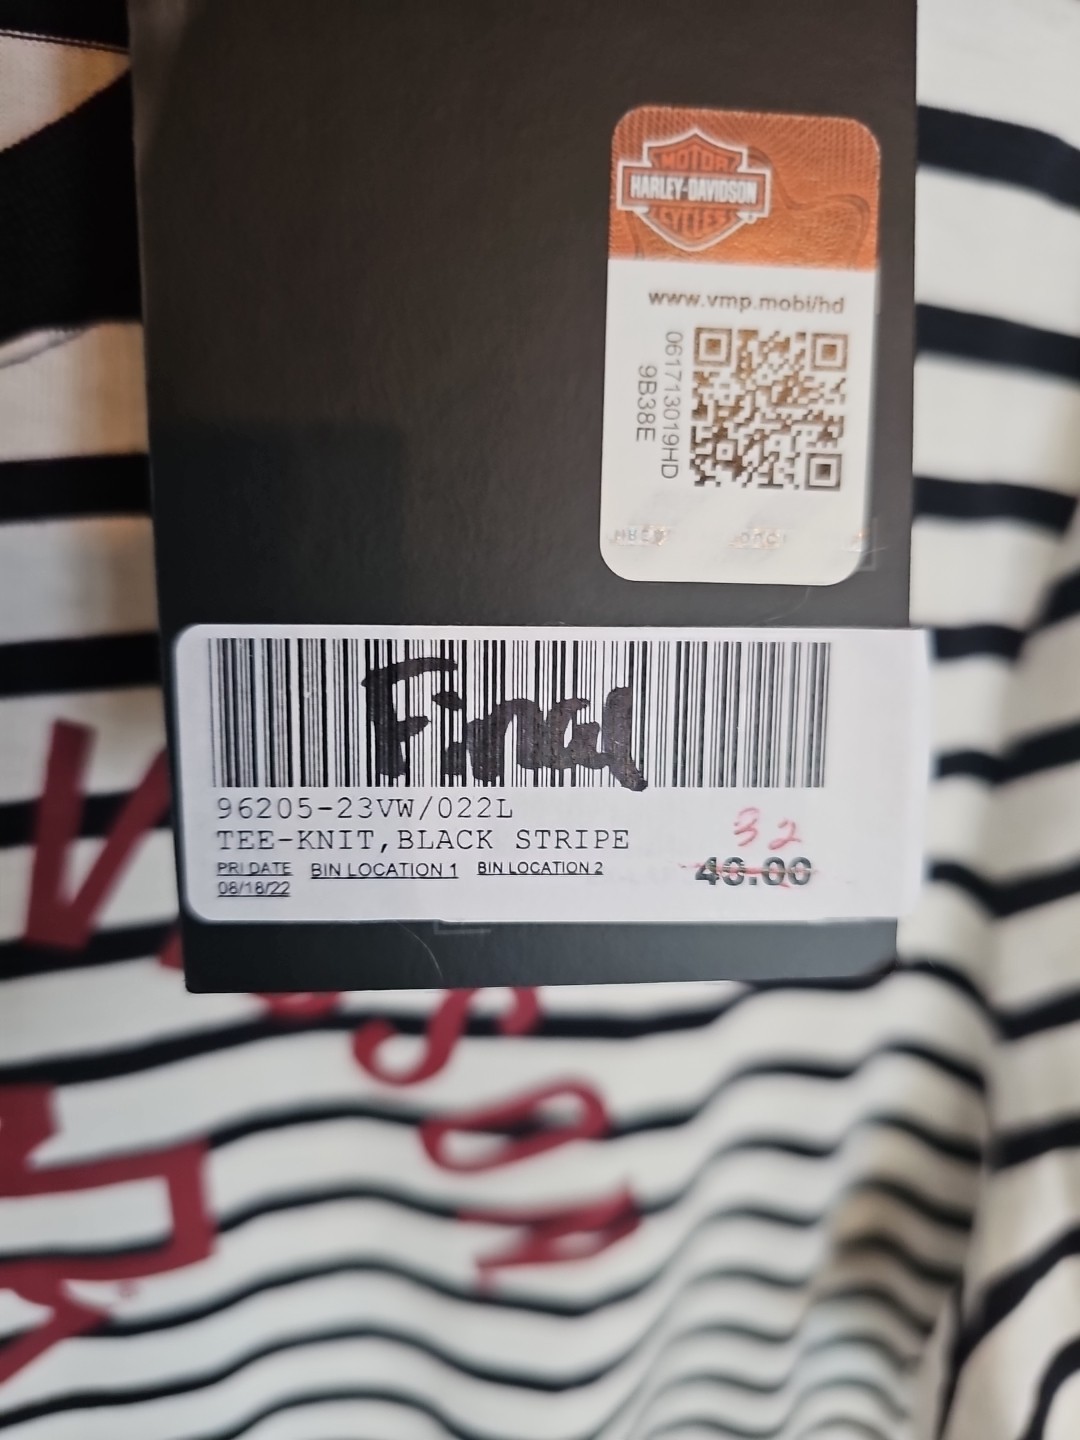 MOTOR
HARLEY-DAVIDSON
CYCLES
www.vmp.mobi/hd
061713019HD
9B38E
Final
96205-23VW/022L
TEE-KNIT,BLACK STRIPE
32
PRI DATE BIN LOCATION 1 BIN LOCATION 2 40.00
08/18/22